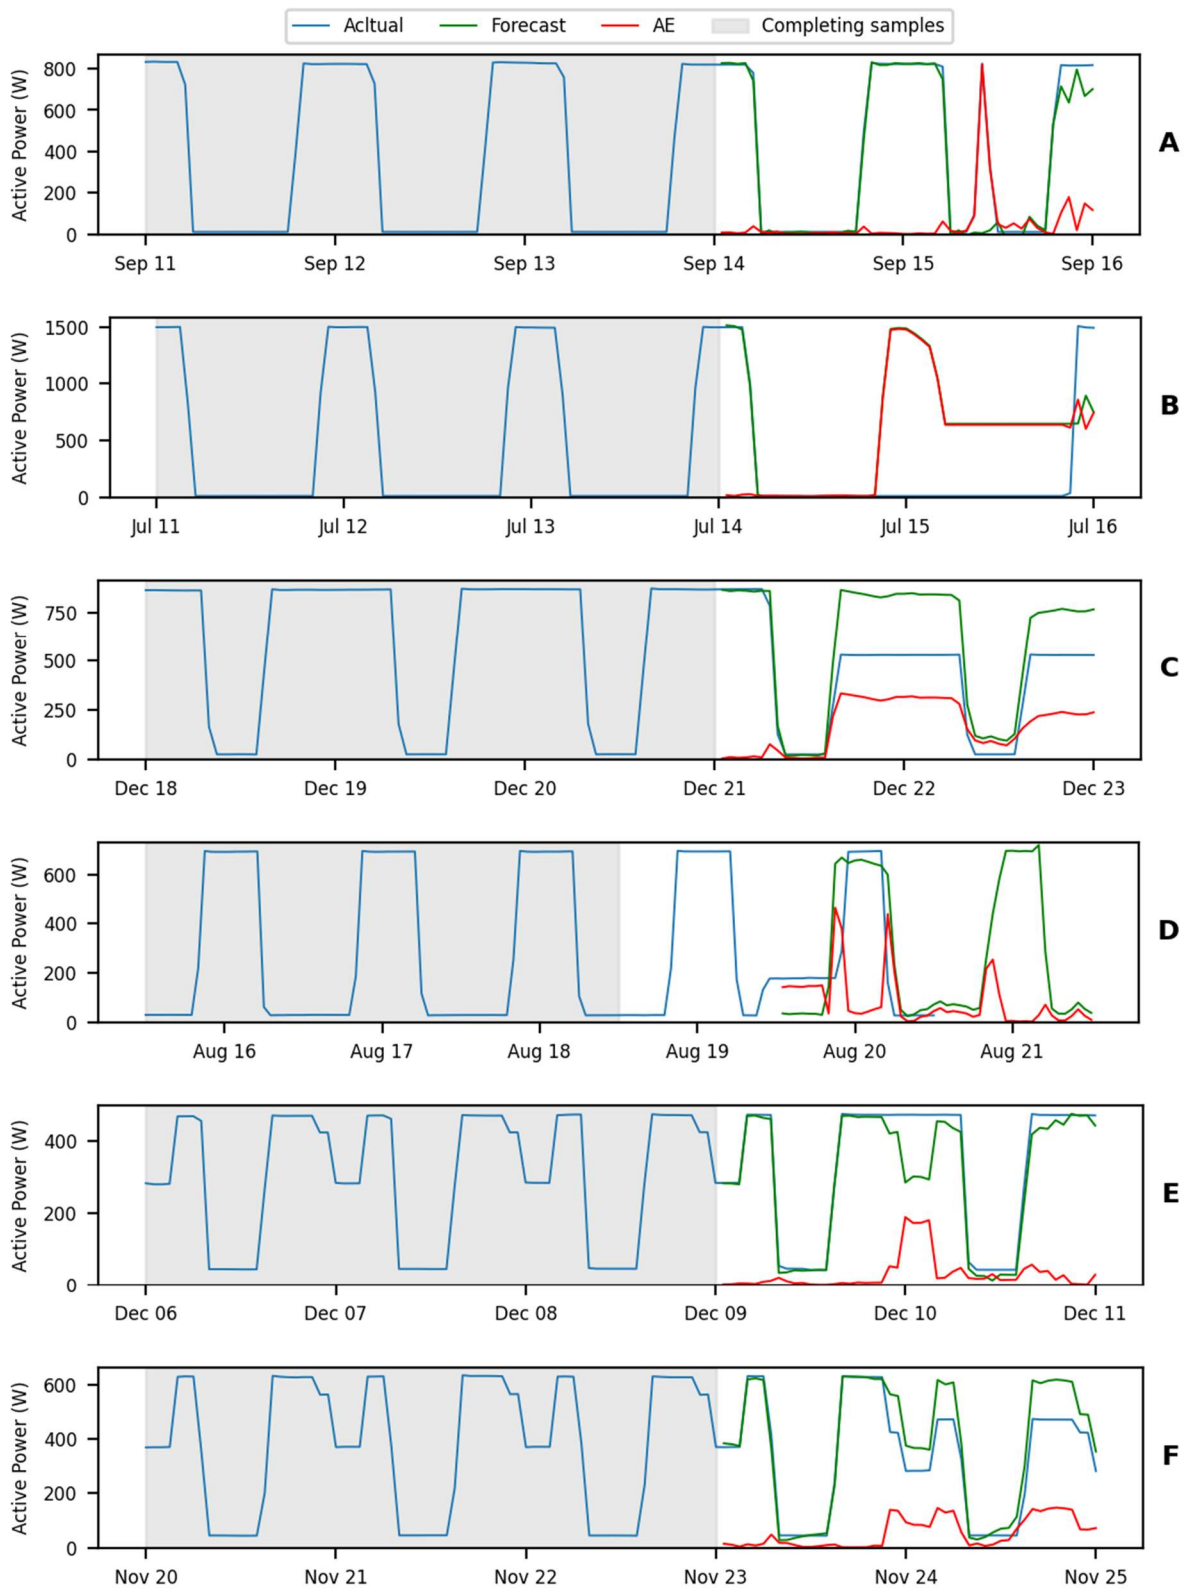 Acltual Forecast AE Completing samples
Active Power (W)
800
600
400
200
0
A
Sep 11 Sep 12 Sep 13 Sep 14 Sep 15 Sep 16
Active Power (W)
1500
1000
500
0
B
Jul 11 Jul 12 Jul 13 Jul 14 Jul 15 Jul 16
Active Power (W)
750
500
250
0
C
Dec 18 Dec 19 Dec 20 Dec 21 Dec 22 Dec 23
Active Power (W)
600
400
200
0
D
Aug 16 Aug 17 Aug 18 Aug 19 Aug 20 Aug 21
Active Power (W)
400
200
0
E
Dec 06 Dec 07 Dec 08 Dec 09 Dec 10 Dec 11
Active Power (W)
600
400
200
0
F
Nov 20 Nov 21 Nov 22 Nov 23 Nov 24 Nov 25